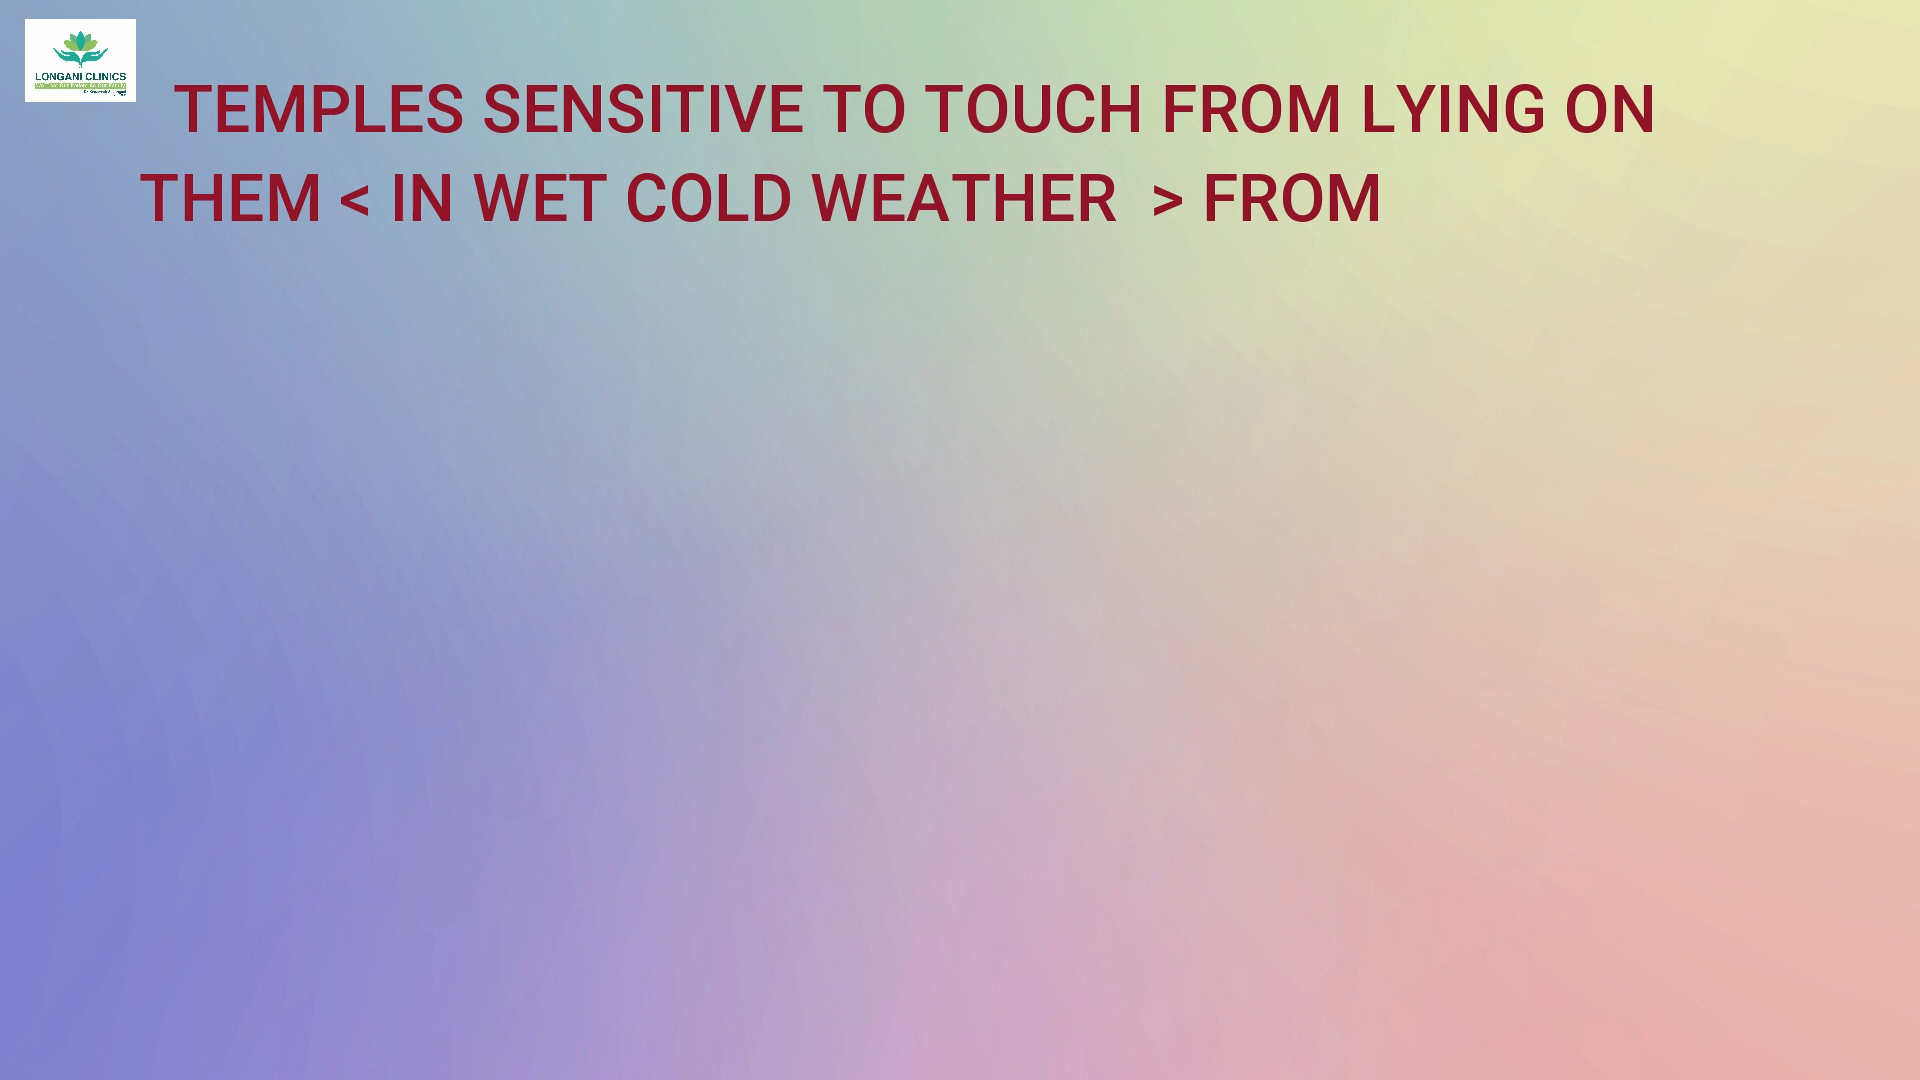 LONGANI CLINICS
TEMPLES SENSITIVE TO TOUCH FROM LYING ON
THEM < IN WET COLD WEATHER  > FROM